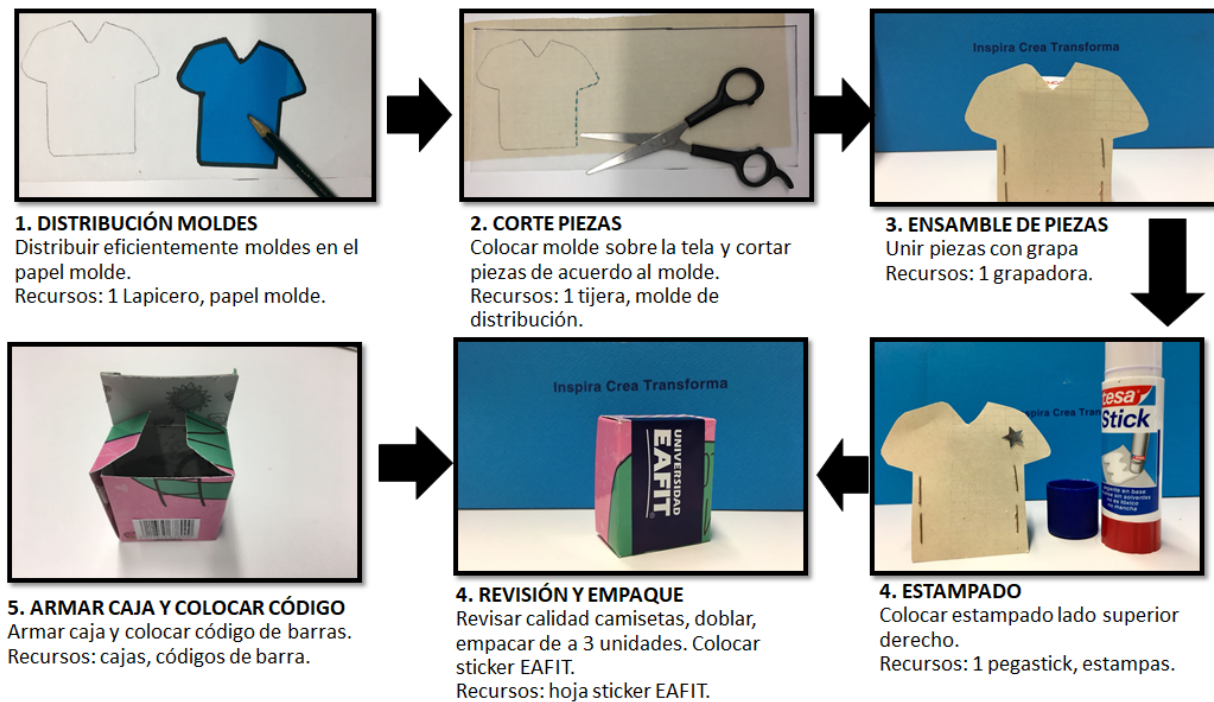 Inspira Crea Transforma
1. DISTRIBUCIÓN MOLDES
Distribuir eficientemente moldes en el
papel molde.
Recursos: 1 Lapicero, papel molde.
2. CORTE PIEZAS
Colocar molde sobre la tela y cortar
piezas de acuerdo al molde.
Recursos: 1 tijera, molde de
distribución.
3. ENSAMBLE DE PIEZAS
Unir piezas con grapa
Recursos: 1 grapadora.
5. ARMAR CAJA Y COLOCAR CÓDIGO
Armar caja y colocar código de barras.
Recursos: cajas, códigos de barra.
Inspira Crea Transforma
UNIVERSIDAD
EAFIT
4. REVISIÓN Y EMPAQUE
Revisar calidad camisetas, doblar,
empacar de a 3 unidades. Colocar
sticker EAFIT.
Recursos: hoja sticker EAFIT.
spira Crea Tran
tesa
Stick
4. ESTAMPADO
Colocar estampado lado superior
derecho.
Recursos: 1 pegastick, estampas.